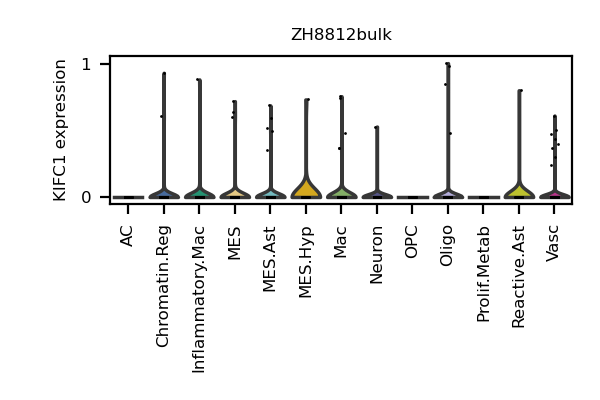 ZH8812bulk
KIFC1 expression
1
0
AC
Chromatin.Reg
Inflammatory.Mac
MES
MES.Ast
MES.Hyp
Mac
Neuron
OPC
Oligo
Prolif.Metab
Reactive.Ast
Vasc